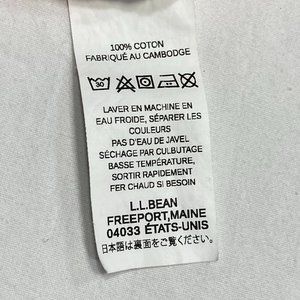 100% COTON
FABRIQUÉ AU CAMBODGE
30
LAVER EN MACHINE EN
EAU FROIDE, SÉPARER LES
COULEURS
PAS D'EAU DE JAVEL
SÉCHAGE PAR CULBUTAGE
BASSE TEMPÉRATURE,
SORTIR RAPIDEMENT
FER CHAUD SI BESOIN
L.L.BEAN
FREEPORT,MAINE
04033 ÉTATS-UNIS
日本語は裏面をご覧ください。